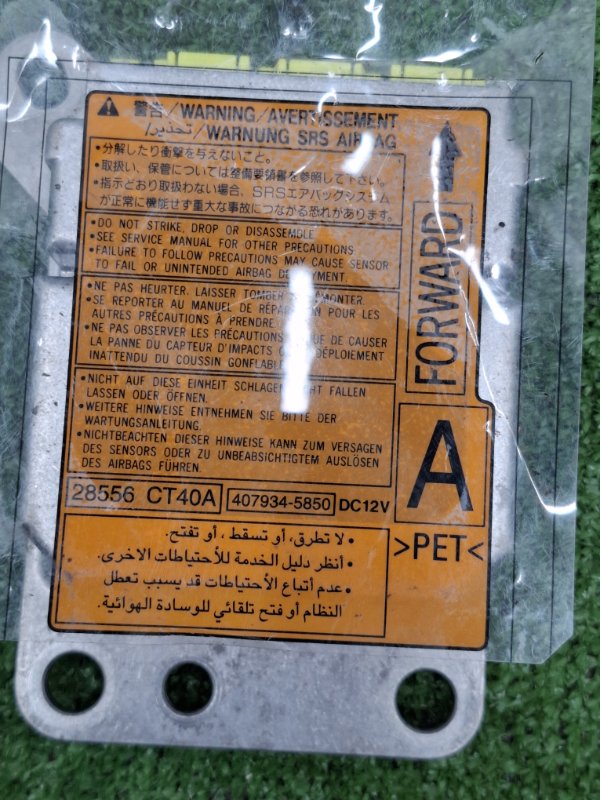 警告/WARNING/AVERTISSEMENT
/تحذير/WARNUNG SRS AIRBAG
•分解したり衝撃を与えないこと。
•取扱い、保管については整備要領書を参照して下さい。
•指示どおり取扱わない場合、SRSエアバッグシステム
が正常に機能せず重大な事故につながる恐れがあります。
•DO NOT STRIKE, DROP OR DISASSEMBLE
•SEE SERVICE MANUAL FOR OTHER PRECAUTIONS
•FAILURE TO FOLLOW PRECAUTIONS MAY CAUSE SENSOR
TO FAIL OR UNINTENDED AIRBAG DEPLOYMENT.
•NE PAS HEURTER. LAISSER TOMBER
•SE REPORTER AU MANUEL DE RÉPARATION POUR LES
AUTRES PRÉCAUTIONS À PRENDRE
•NE PAS OBSERVER LES PRÉCAUTIONS DE CAUSER
LA PANNE DU CAPTEUR D'IMPACTS DÉPLOIEMENT
INATTENDU DU COUSSIN GONFLABLE
•NICHT AUF DIESE EINHEIT SCHLAGEN NICHT FALLEN
LASSEN ODER ÖFFNEN.
•WEITERE HINWEISE ENTNEHMEN SIE BITTE DER
WARTUNGSANLEITUNG.
•NICHTBEACHTEN DIESER HINWEISE KANN ZUM VERSAGEN
DES SENSORS ODER ZU UNBEABSICHTIGTEM AUSLÖSEN
DES AIRBAGS FÜHREN.
FORWARD
A
28556 CT40A 407934-5850 DC12V
>PET<
• لا تطرق، أو تسقط ، أو تفتح.
• أنظر دليل الخدمة للأحتياطات الاخرى.
• عدم أتباع الأحتياطات قد يسبب تعطل
النظام أو فتح تلقائي للوسادة الهوائية.